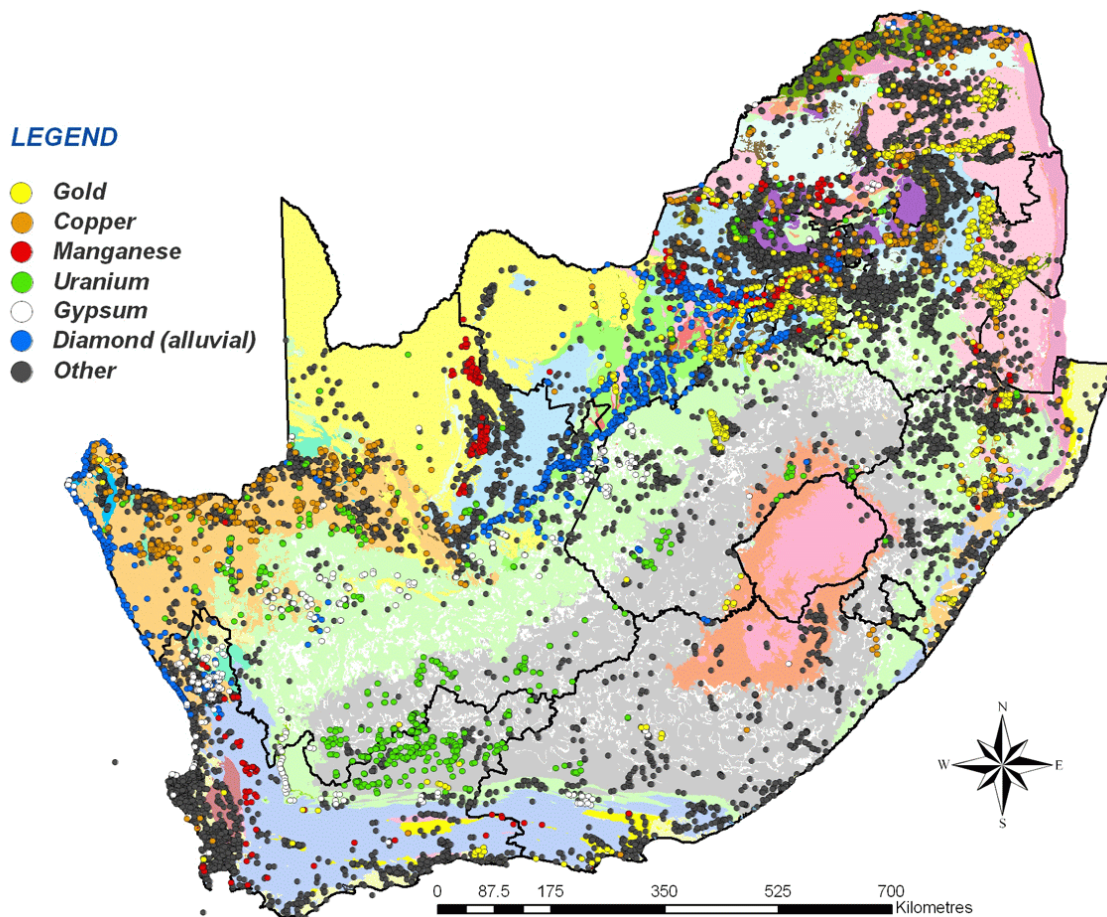 LEGEND
Gold
Copper
Manganese
Uranium
Gypsum
Diamond (alluvial)
Other
N
W E
S
0 87.5 175 350 525 700
Kilometres